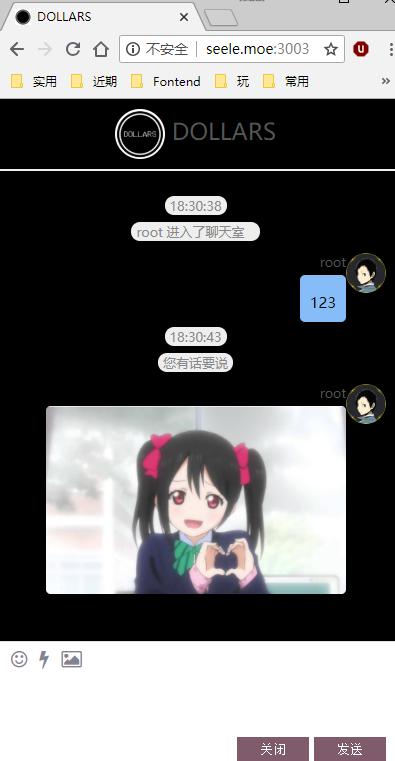 DOLLARS
不安全 seele.moe:3003
实用 近期 Fontend 玩 常用 »
DOLLARS DOLLARS
18:30:38
root 进入了聊天室
root
123
18:30:43
您有话要说
root
关闭 发送